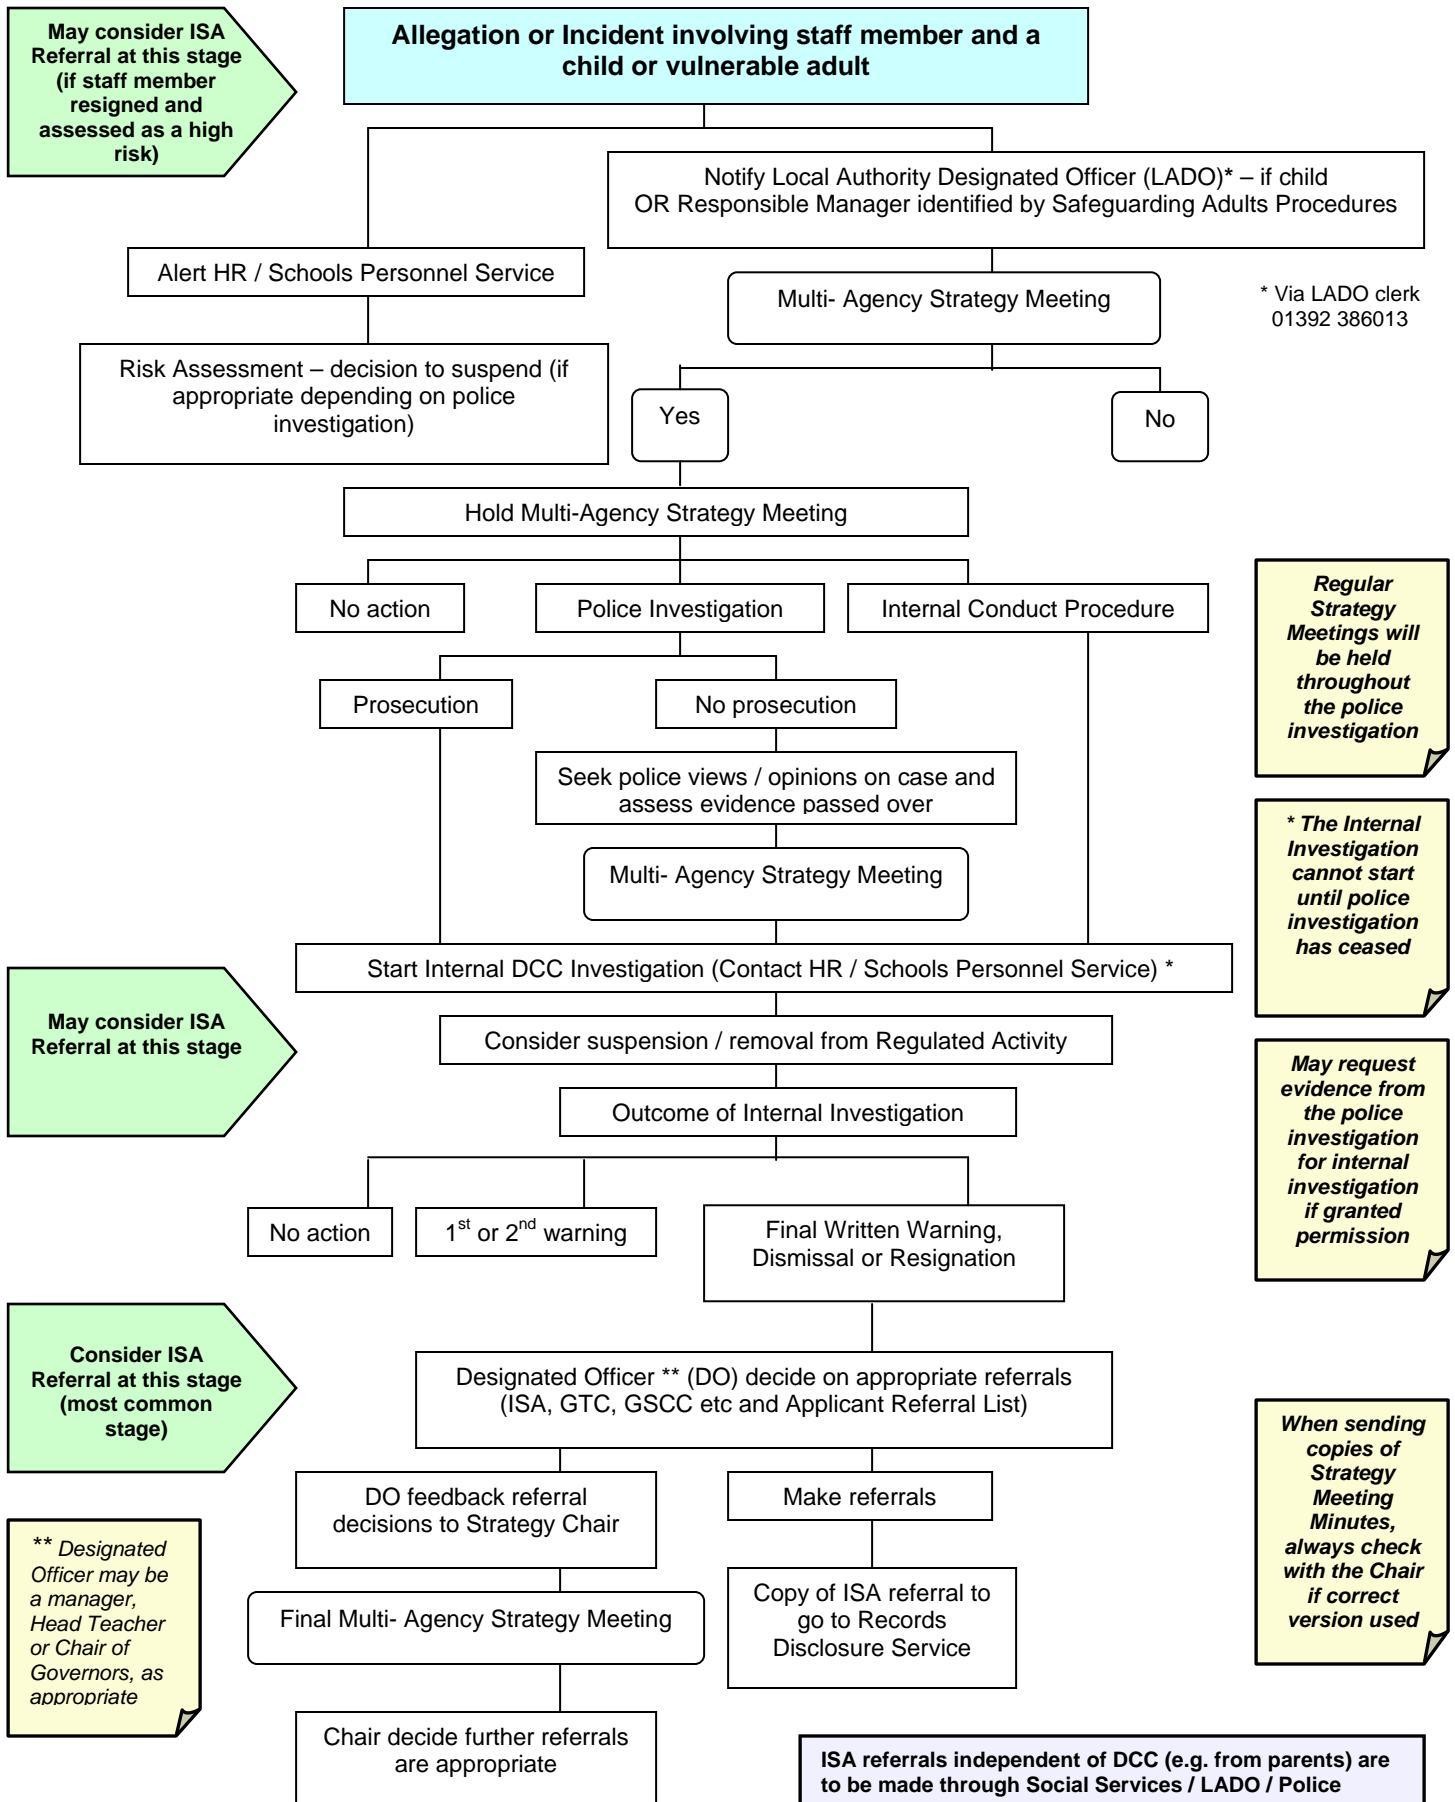 May consider ISA
Referral at this stage
(if staff member
resigned and
assessed as a high
risk)
Allegation or Incident involving staff member and a
child or vulnerable adult
Notify Local Authority Designated Officer (LADO)* – if child
OR Responsible Manager identified by Safeguarding Adults Procedures
Alert HR / Schools Personnel Service
Multi- Agency Strategy Meeting
* Via LADO clerk
01392 386013
Risk Assessment – decision to suspend (if
appropriate depending on police
investigation)
Yes
No
Hold Multi-Agency Strategy Meeting
No action
Police Investigation
Internal Conduct Procedure
Regular
Strategy
Meetings will
be held
throughout
the police
investigation
Prosecution
No prosecution
Seek police views / opinions on case and
assess evidence passed over
* The Internal
Investigation
cannot start
until police
investigation
has ceased
Multi- Agency Strategy Meeting
Start Internal DCC Investigation (Contact HR / Schools Personnel Service) *
May consider ISA
Referral at this stage
Consider suspension / removal from Regulated Activity
May request
evidence from
the police
investigation
for internal
investigation
if granted
permission
Outcome of Internal Investigation
No action
1st or 2nd warning
Final Written Warning,
Dismissal or Resignation
Consider ISA
Referral at this stage
(most common
stage)
Designated Officer ** (DO) decide on appropriate referrals
(ISA, GTC, GSCC etc and Applicant Referral List)
When sending
copies of
Strategy
Meeting
Minutes,
always check
with the Chair
if correct
version used
DO feedback referral
decisions to Strategy Chair
Make referrals
** Designated
Officer may be
a manager,
Head Teacher
or Chair of
Governors, as
appropriate
Final Multi- Agency Strategy Meeting
Copy of ISA referral to
go to Records
Disclosure Service
Chair decide further referrals
are appropriate
ISA referrals independent of DCC (e.g. from parents) are
to be made through Social Services / LADO / Police